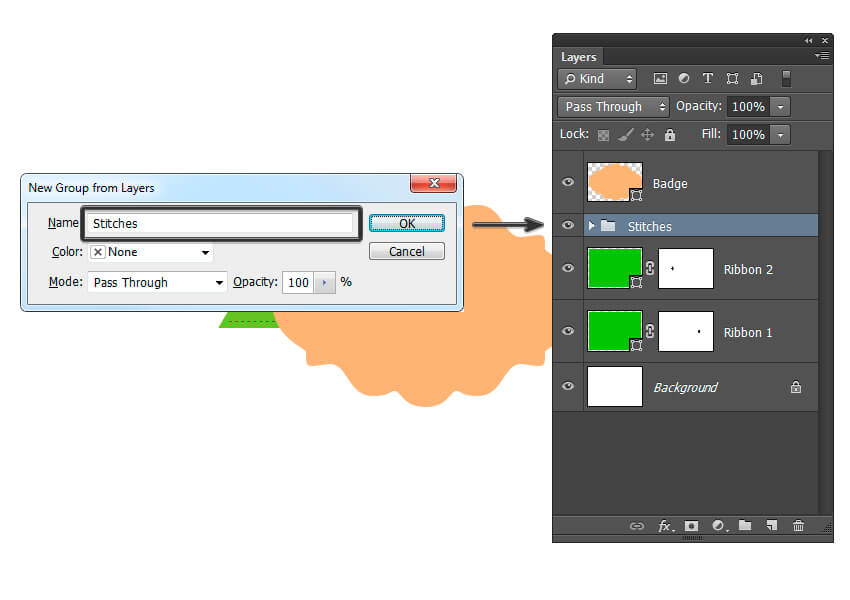 New Group from Layers
Name: Stitches
OK
Color: None
Cancel
Mode: Pass Through Opacity: 100 %
Layers
Kind
Pass Through Opacity: 100%
Lock: Fill: 100%
Badge
Stitches
Ribbon 2
Ribbon 1
Background
fx